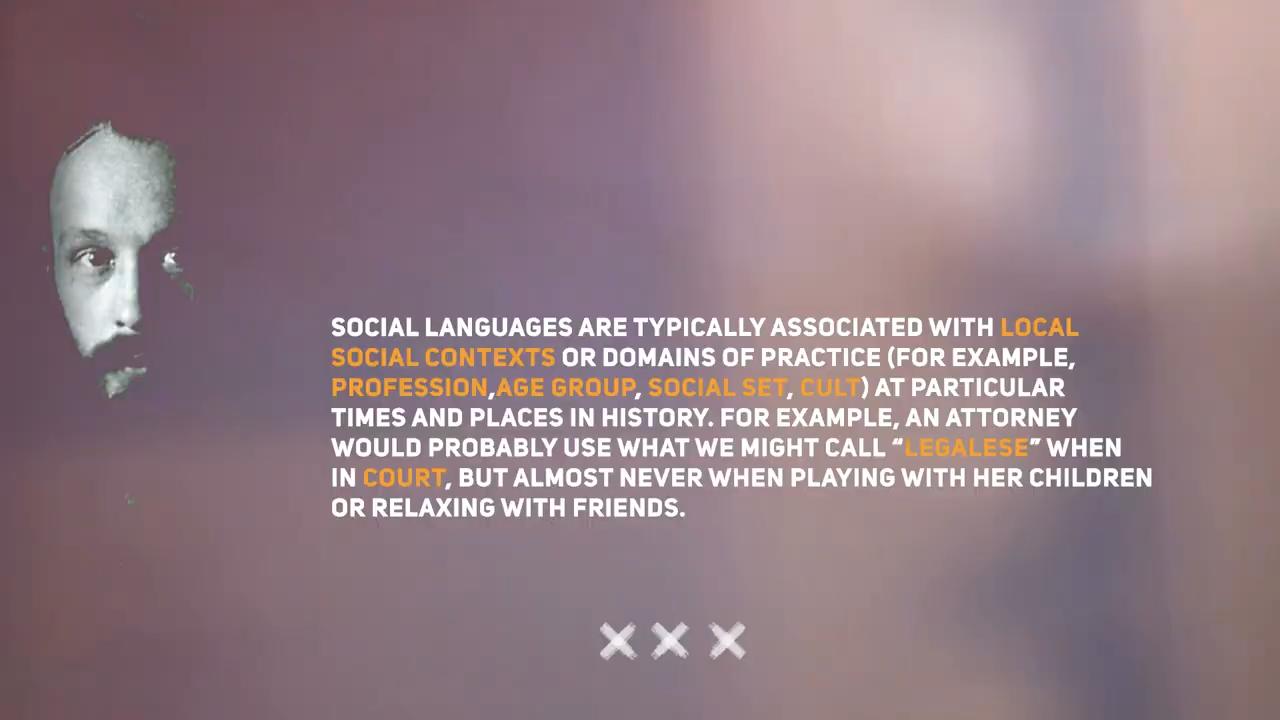 SOCIAL LANGUAGES ARE TYPICALLY ASSOCIATED WITH LOCAL
SOCIAL CONTEXTS OR DOMAINS OF PRACTICE (FOR EXAMPLE,
PROFESSION,AGE GROUP, SOCIAL SET, CULT) AT PARTICULAR
TIMES AND PLACES IN HISTORY. FOR EXAMPLE, AN ATTORNEY
WOULD PROBABLY USE WHAT WE MIGHT CALL “LEGALESE” WHEN
IN COURT, BUT ALMOST NEVER WHEN PLAYING WITH HER CHILDREN
OR RELAXING WITH FRIENDS.